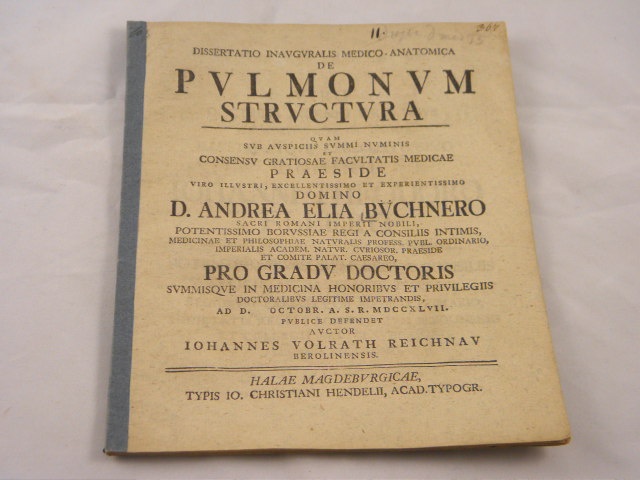 11.
364
DISSERTATIO INAVGVRALIS MEDICO-ANATOMICA
DE
PVLMONVM
STRVCTVRA
QVAM
SVB AVSPICIIS SVMMI NVMINIS
ET
CONSENSV GRATIOSAE FACVLTATIS MEDICAE
PRAESIDE
VIRO ILLVSTRI, EXCELLENTISSIMO ET EXPERIENTISSIMO
DOMINO
D. ANDREA ELIA BVCHNERO
SACRI ROMANI IMPERII NOBILI,
POTENTISSIMO BORVSSIAE REGI A CONSILIIS INTIMIS,
MEDICINAE ET PHILOSOPHIAE NATVRALIS PROFESS. PVBL. ORDINARIO,
IMPERIALIS ACADEM. NATVR. CVRIOSOR. PRAESIDE
ET COMITE PALAT. CAESAREO,
PRO GRADV DOCTORIS
SVMMISQVE IN MEDICINA HONORIBVS ET PRIVILEGIIS
DOCTORALIBVS LEGITIME IMPETRANDIS,
AD D. OCTOBR. A. S. R. MDCCXLVII.
PVBLICE DEFENDET
AVCTOR
IOHANNES VOLRATH REICHNAV
BEROLINENSIS.
HALAE MAGDEBVRGICAE,
TYPIS IO. CHRISTIANI HENDELII, ACAD. TYPOGR.